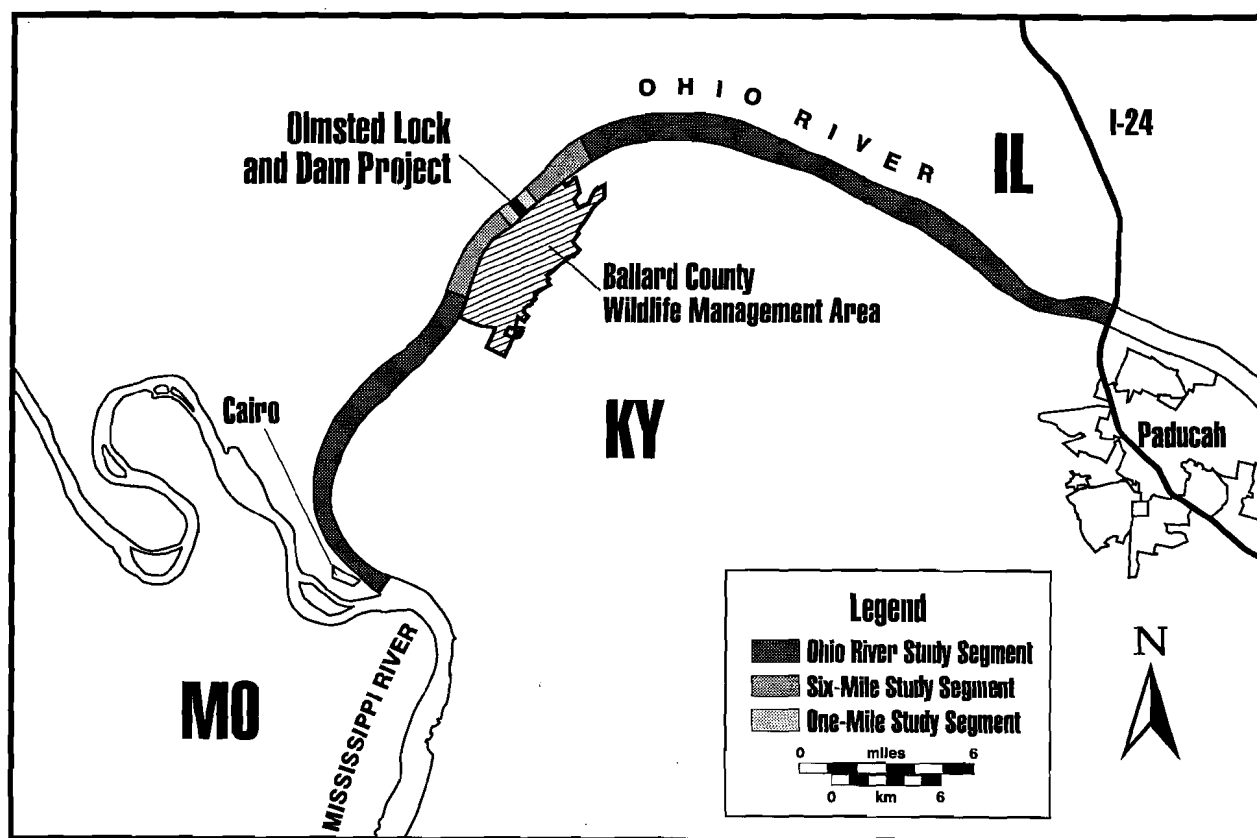 OHIO RIVER
I-24
IL
Olmsted Lock
and Dam Project
Ballard County
Wildlife Management Area
Cairo
KY
Paducah
MO
MISSISSIPPI RIVER
Legend
Ohio River Study Segment
Six-Mile Study Segment
One-Mile Study Segment
0 miles 6
0 km 6
N